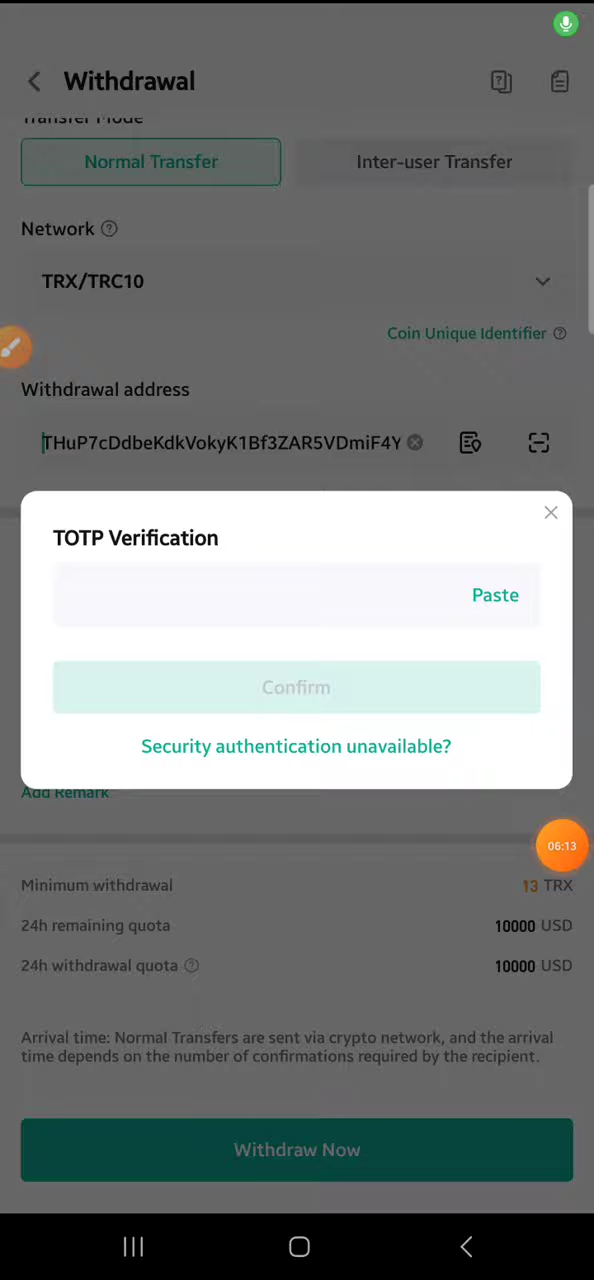 Withdrawal
Transfer Mode
Normal Transfer
Inter-user Transfer
Network
TRX/TRC10
Coin Unique Identifier
Withdrawal address
THuP7cDdbeKdkVokyK1Bf3ZAR5VDmiF4Y
TOTP Verification
Paste
Confirm
Security authentication unavailable?
Add Remark
06:13
Minimum withdrawal
13 TRX
24h remaining quota
10000 USD
24h withdrawal quota
10000 USD
Arrival time: Normal Transfers are sent via crypto network, and the arrival
time depends on the number of confirmations required by the recipient.
Withdraw Now